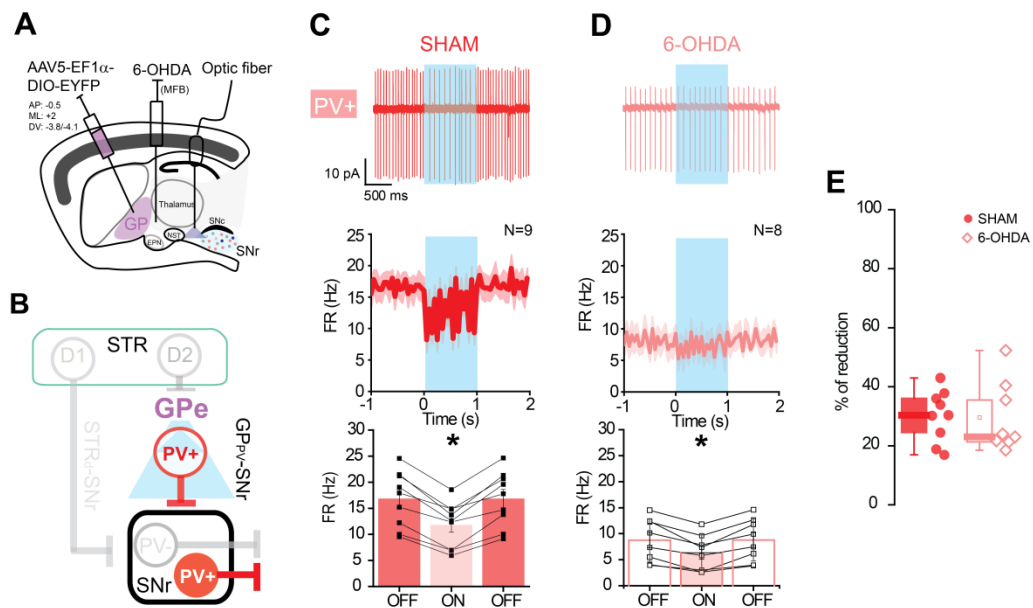 A
AAV5-EF1α-
DIO-EYFP
AP: -0.5
ML: +2
DV: -3.8/-4.1
6-OHDA
(MFB)
Optic fiber
Thalamus
GP
EPN
NST
SNc
SNr
B
D1
STR
D2
GPe
PV+
STRd-SNr
GPPV-SNr
PV-
SNr
PV+
C
SHAM
PV+
10 pA
500 ms
N=9
FR (Hz)
25
20
15
10
5
0
-1
0
1
2
Time (s)
*
FR (Hz)
25
20
15
10
5
0
OFF
ON
OFF
D
6-OHDA
N=8
FR (Hz)
25
20
15
10
5
0
-1
0
1
2
Time (s)
*
FR (Hz)
25
20
15
10
5
0
OFF
ON
OFF
E
SHAM
6-OHDA
% of reduction
100
80
60
40
20
0